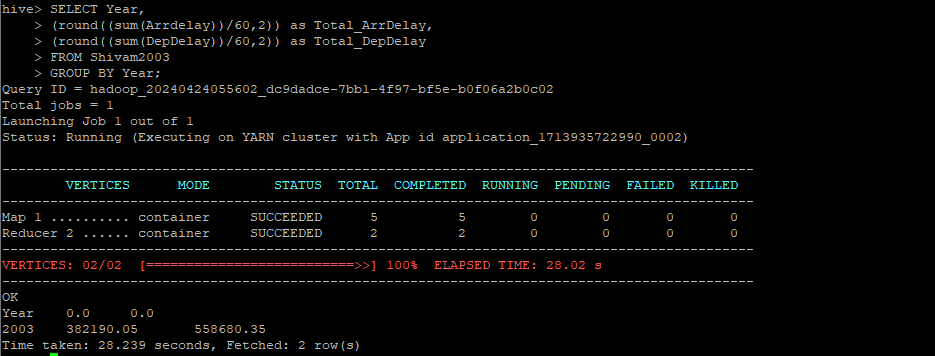 hive> SELECT Year,
    > (round((sum(Arrdelay))/60,2)) as Total_ArrDelay,
    > (round((sum(DepDelay))/60,2)) as Total_DepDelay
    > FROM Shivam2003
    > GROUP BY Year;
Query ID = hadoop_20240424055602_dc9dadce-7bb1-4f97-bf5e-b0f06a2b0c02
Total jobs = 1
Launching Job 1 out of 1
Status: Running (Executing on YARN cluster with App id application_1713935722990_0002)
----------------------------------------------------------------------------------------------
        VERTICES      MODE        STATUS  TOTAL  COMPLETED  RUNNING  PENDING  FAILED  KILLED
----------------------------------------------------------------------------------------------
Map 1 .......... container     SUCCEEDED      5          5        0        0       0       0
Reducer 2 ...... container     SUCCEEDED      2          2        0        0       0       0
----------------------------------------------------------------------------------------------
VERTICES: 02/02  [==========================>>] 100%  ELAPSED TIME: 28.02 s
----------------------------------------------------------------------------------------------
OK
Year    0.0     0.0
2003    382190.05       558680.35
Time taken: 28.239 seconds, Fetched: 2 row(s)